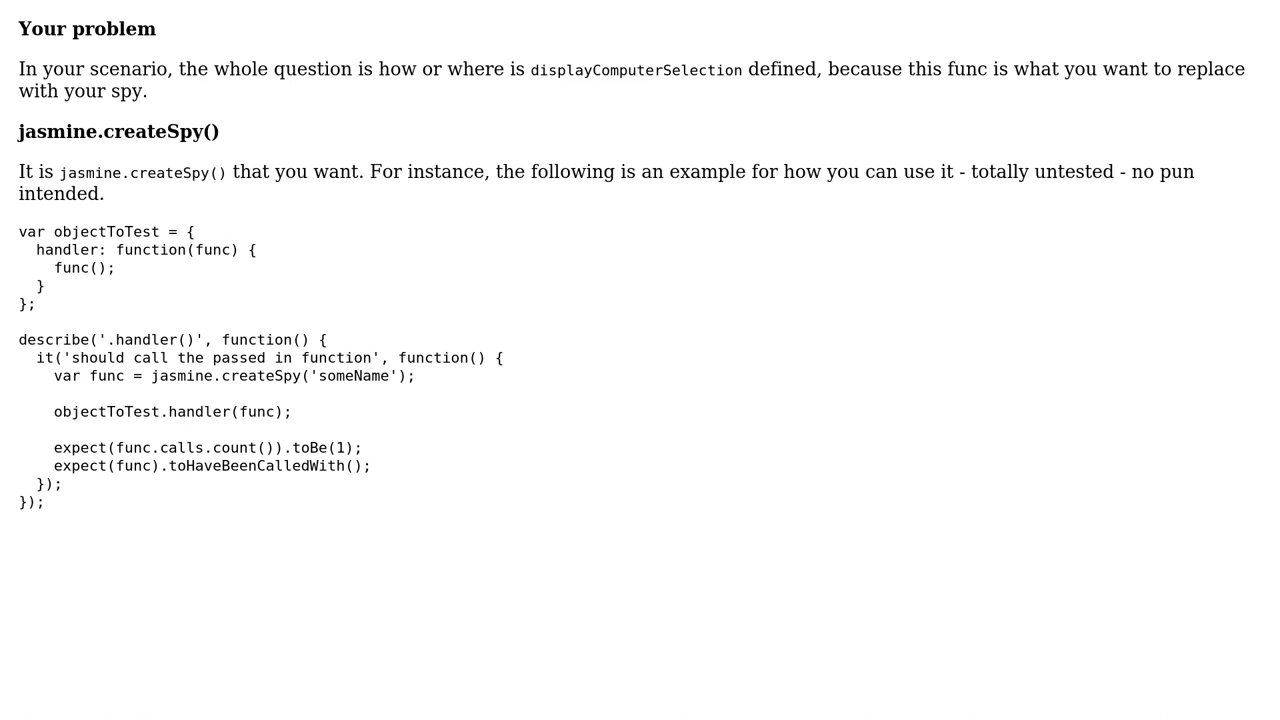 Your problem
In your scenario, the whole question is how or where is displayComputerSelection defined, because this func is what you want to replace
with your spy.
jasmine.createSpy()
It is jasmine.createSpy() that you want. For instance, the following is an example for how you can use it - totally untested - no pun
intended.
var objectToTest = {
  handler: function(func) {
    func();
  }
};

describe('.handler()', function() {
  it('should call the passed in function', function() {
    var func = jasmine.createSpy('someName');

    objectToTest.handler(func);

    expect(func.calls.count()).toBe(1);
    expect(func).toHaveBeenCalledWith();
  });
});